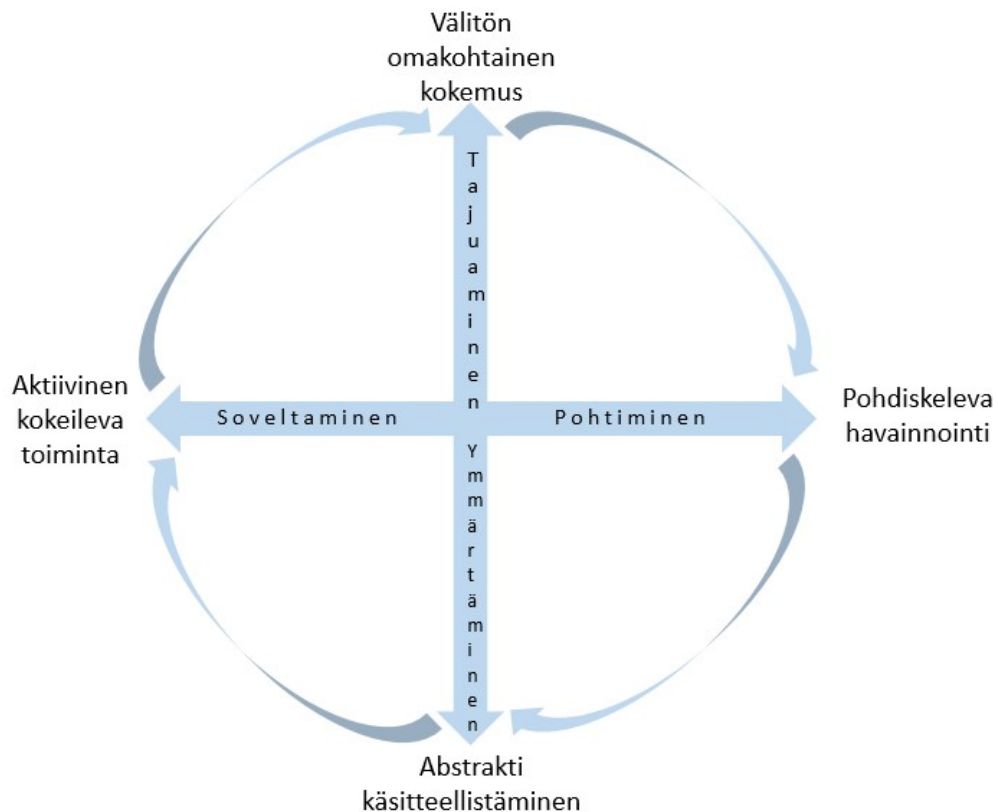 Välitön
omakohtainen
kokemus
Tajuaminen
Aktiivinen
kokeileva
toiminta
Soveltaminen
Pohtiminen
Pohdiskeleva
havainnointi
Ymmärtäminen
Abstrakti
käsitteellistäminen